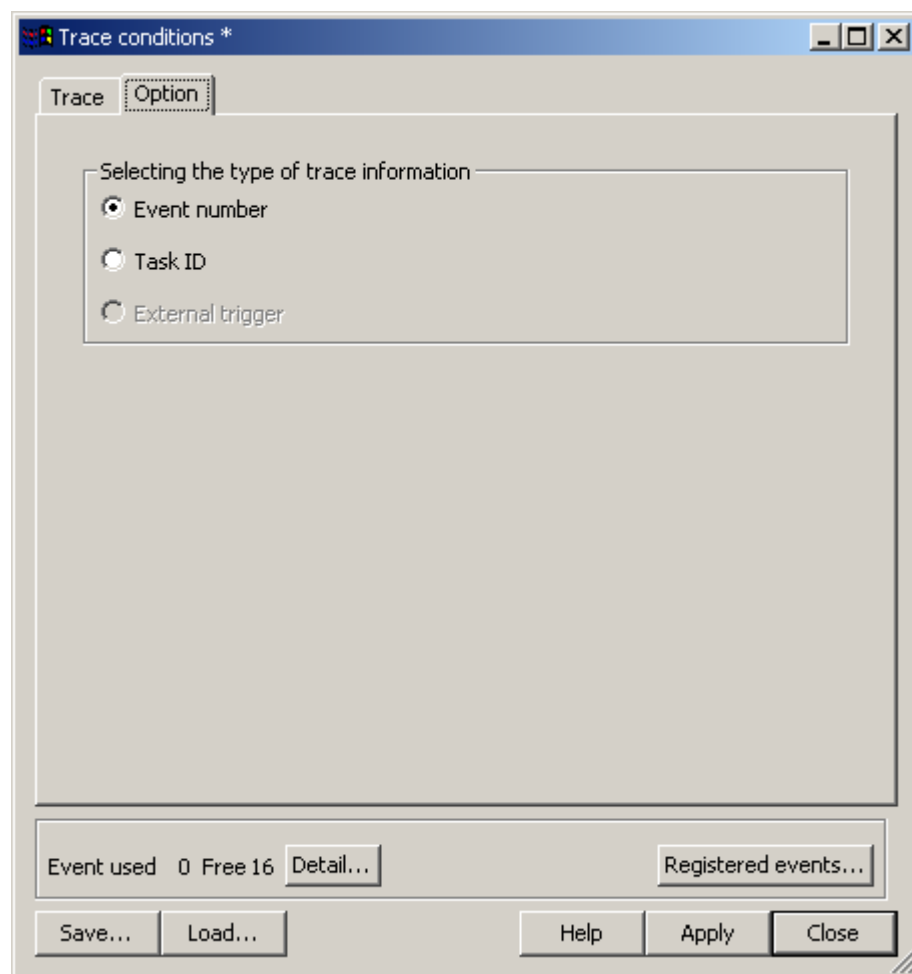 Trace conditions *
Trace Option
Selecting the type of trace information
Event number
Task ID
External trigger
Event used 0 Free 16 Detail... Registered events...
Save... Load... Help Apply Close